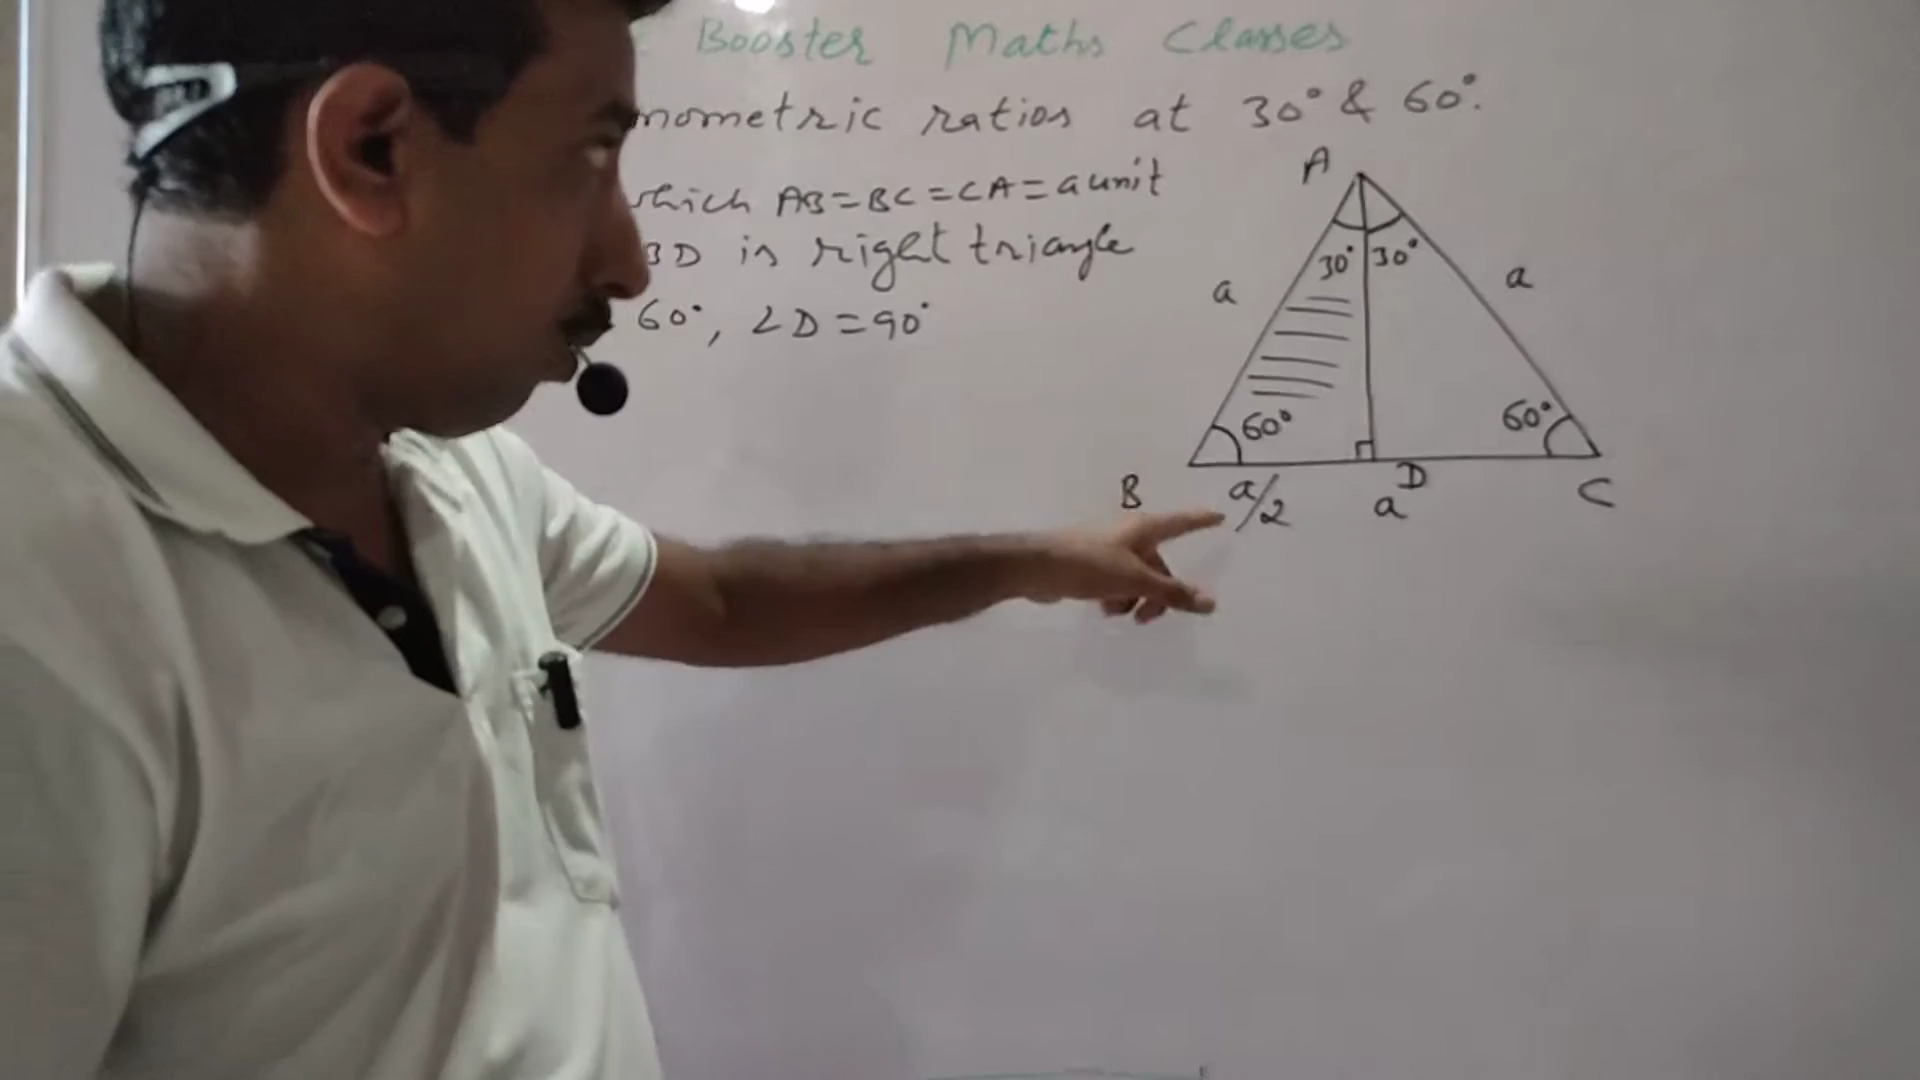 Booster Maths Classes
nometric ratios at 30° & 60°.
which AB=BC=CA=a unit
BD is right triangle
60°, ∠D=90°
A
30° 30°
a a
60° 60°
B a/2 a D C